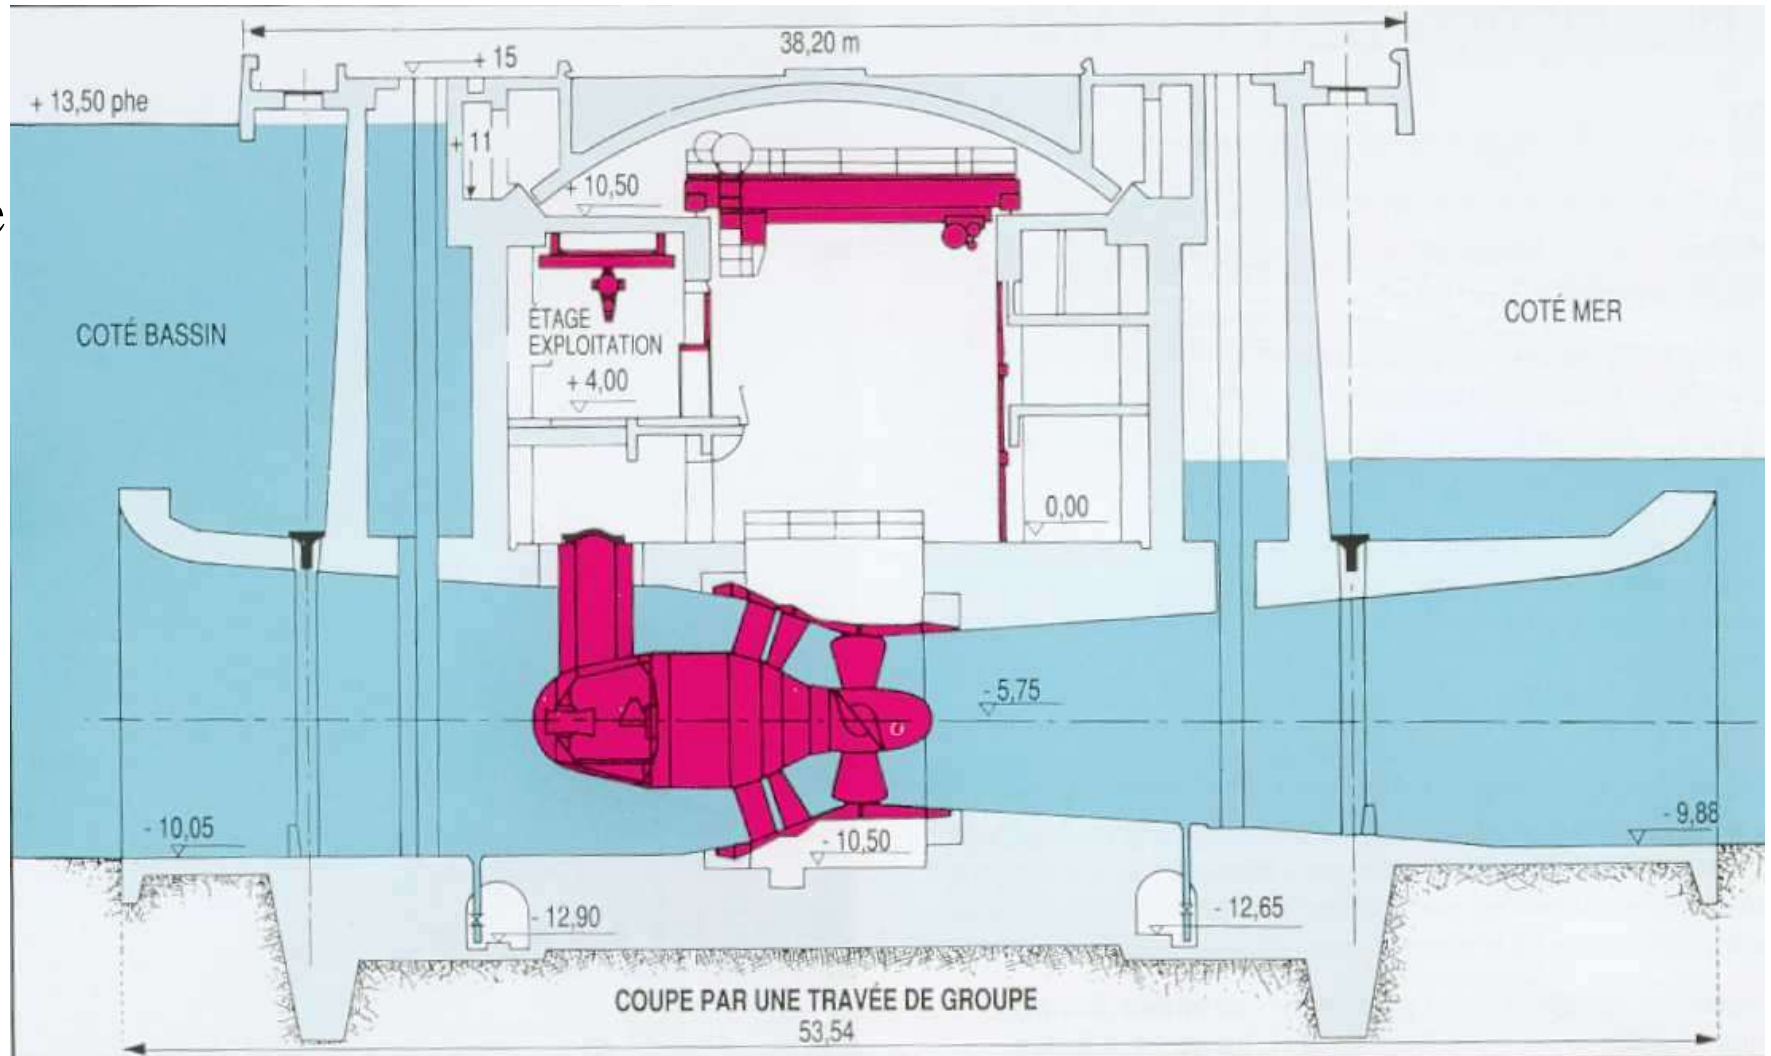 38,20 m
+ 15
+ 13,50 phe
+ 11
+ 10,50
COTÉ BASSIN
ÉTAGE
EXPLOITATION
+ 4,00
COTÉ MER
0,00
- 5,75
- 10,05
- 10,50
- 9,88
- 12,90
- 12,65
COUPE PAR UNE TRAVÉE DE GROUPE
53,54